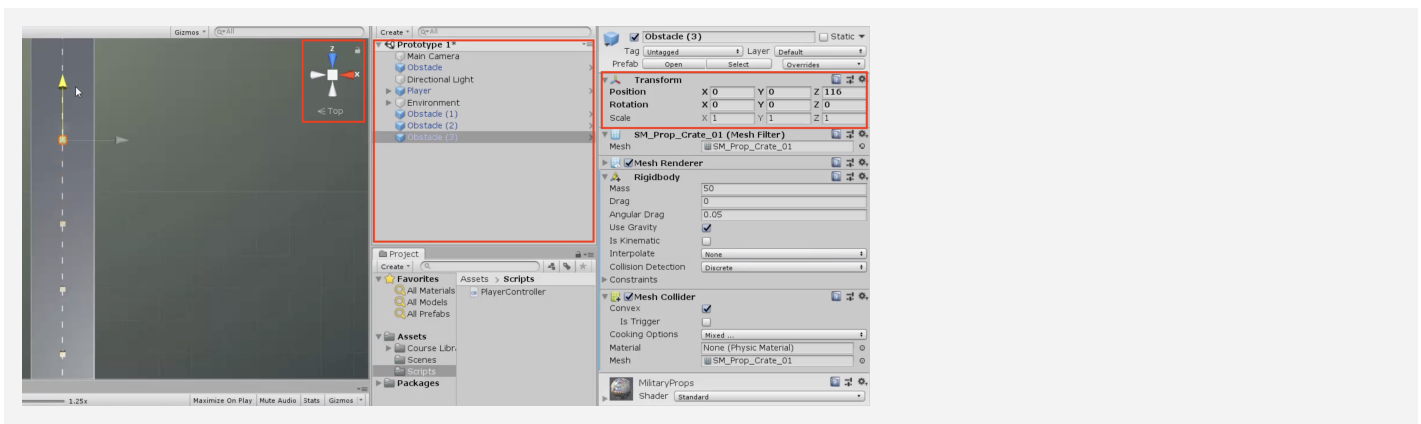 Gizmos
All
z
x
Top
1.25x
Maximize On Play
Mute Audio
Stats
Gizmos
Create
All
Prototype 1*
Main Camera
Obstacle
Directional Light
Player
Environment
Obstacle (1)
Obstacle (2)
Obstacle (3)
Project
Create
Favorites
All Materials
All Models
All Prefabs
Assets
Course Libr
Scenes
Scripts
Packages
Assets > Scripts
PlayerController
Obstacle (3)
Static
Tag Untagged Layer Default
Prefab Open Select Overrides
Transform
Position X 0 Y 0 Z 116
Rotation X 0 Y 0 Z 0
Scale X 1 Y 1 Z 1
SM_Prop_Crate_01 (Mesh Filter)
Mesh SM_Prop_Crate_01
Mesh Renderer
Rigidbody
Mass 50
Drag 0
Angular Drag 0.05
Use Gravity
Is Kinematic
Interpolate None
Collision Detection Discrete
Constraints
Mesh Collider
Convex
Is Trigger
Cooking Options Mixed ...
Material None (Physic Material)
Mesh SM_Prop_Crate_01
MilitaryProps
Shader Standard